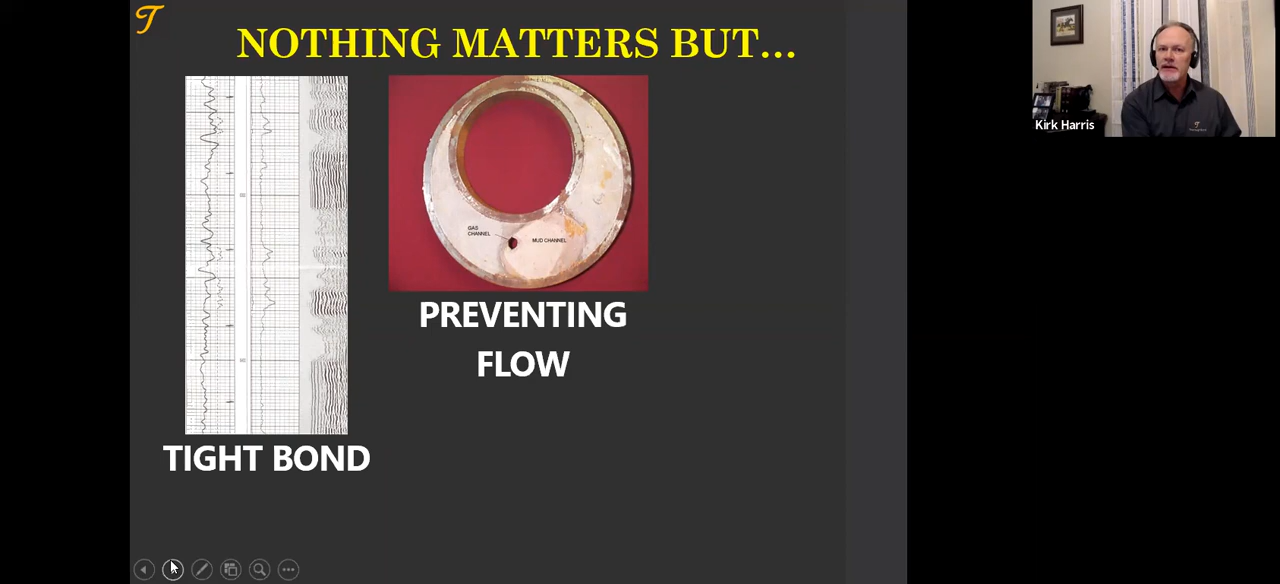 T
NOTHING MATTERS BUT...
GAS
CHANNEL
MUD CHANNEL
PREVENTING
FLOW
TIGHT BOND
Kirk Harris